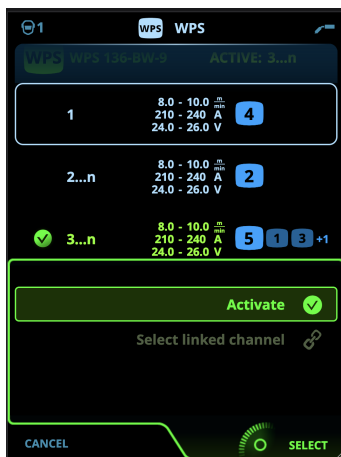 1 WPS WPS
WPS WPS 136-BW-9 ACTIVE: 3...n
1 8.0 - 10.0 m/min 4
210 - 240 A
24.0 - 26.0 V
2...n 8.0 - 10.0 m/min 2
210 - 240 A
24.0 - 26.0 V
3...n 8.0 - 10.0 m/min 5 1 3 +1
210 - 240 A
24.0 - 26.0 V
Activate
Select linked channel
CANCEL SELECT